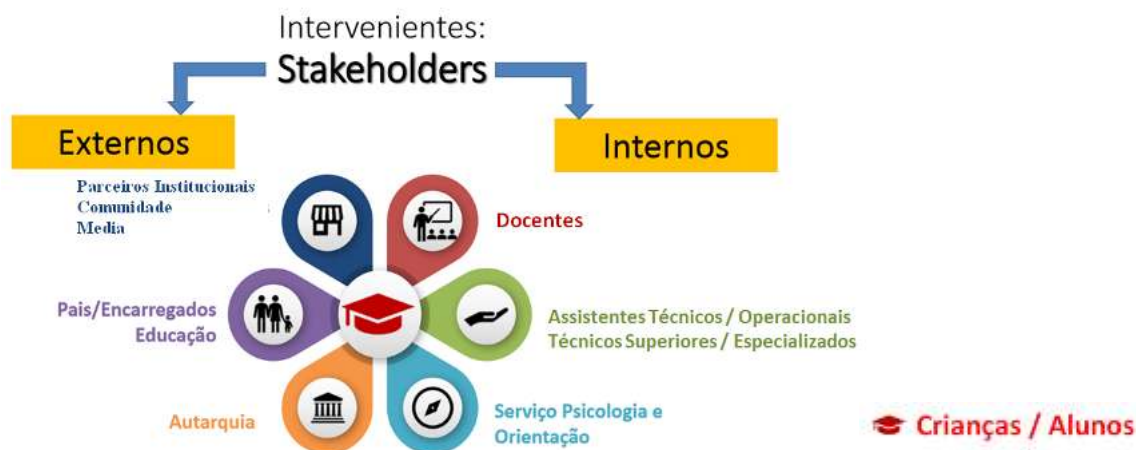 Intervenientes:
Stakeholders
Externos
Internos
Parceiros Institucionais
Comunidade
Media
Docentes
Pais/Encarregados
Educação
Assistentes Técnicos / Operacionais
Técnicos Superiores / Especializados
Autarquia
Serviço Psicologia e
Orientação
Crianças / Alunos